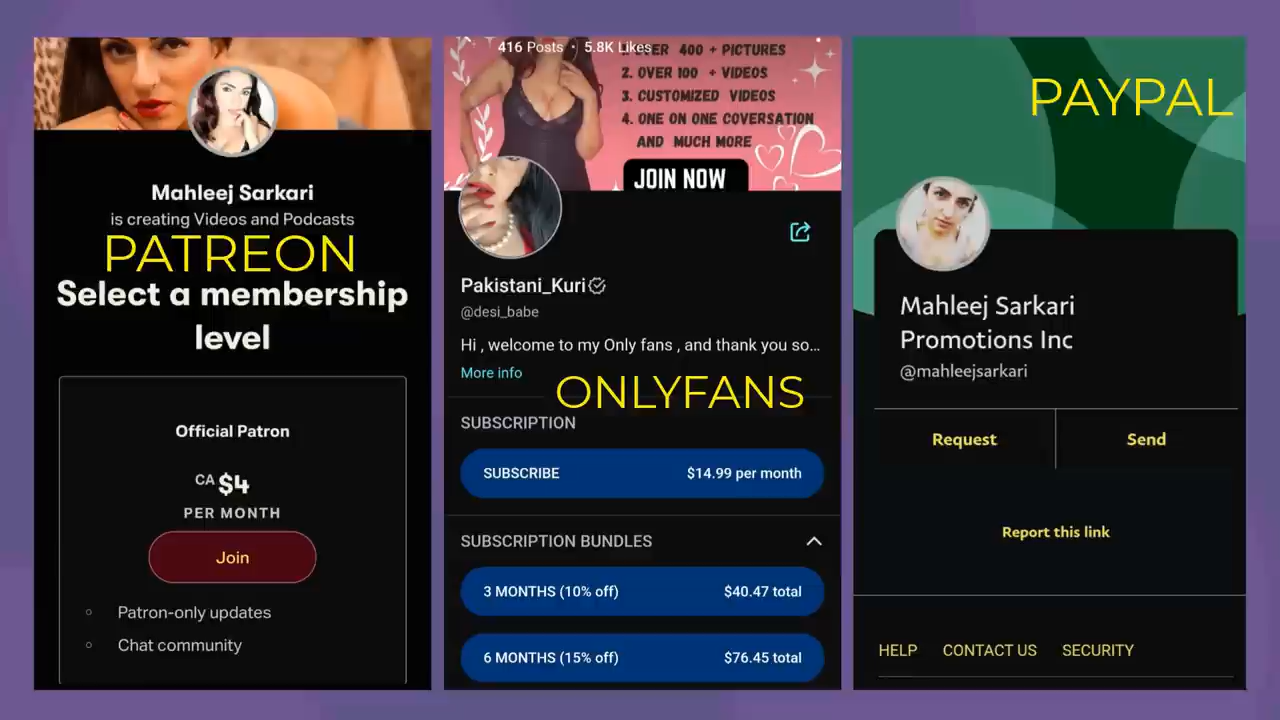 Mahleej Sarkari
is creating Videos and Podcasts
PATREON
Select a membership
level
Official Patron
CA $4
PER MONTH
Join
Patron-only updates
Chat community
416 Posts · 5.8K Likes
1. OVER 400 + PICTURES
2. OVER 100 + VIDEOS
3. CUSTOMIZED VIDEOS
4. ONE ON ONE COVERSATION
AND MUCH MORE
JOIN NOW
Pakistani_Kuri
@desi_babe
Hi , welcome to my Only fans , and thank you so...
More info
ONLYFANS
SUBSCRIPTION
SUBSCRIBE $14.99 per month
SUBSCRIPTION BUNDLES
3 MONTHS (10% off) $40.47 total
6 MONTHS (15% off) $76.45 total
PAYPAL
Mahleej Sarkari
Promotions Inc
@mahleejsarkari
Request Send
Report this link
HELP CONTACT US SECURITY